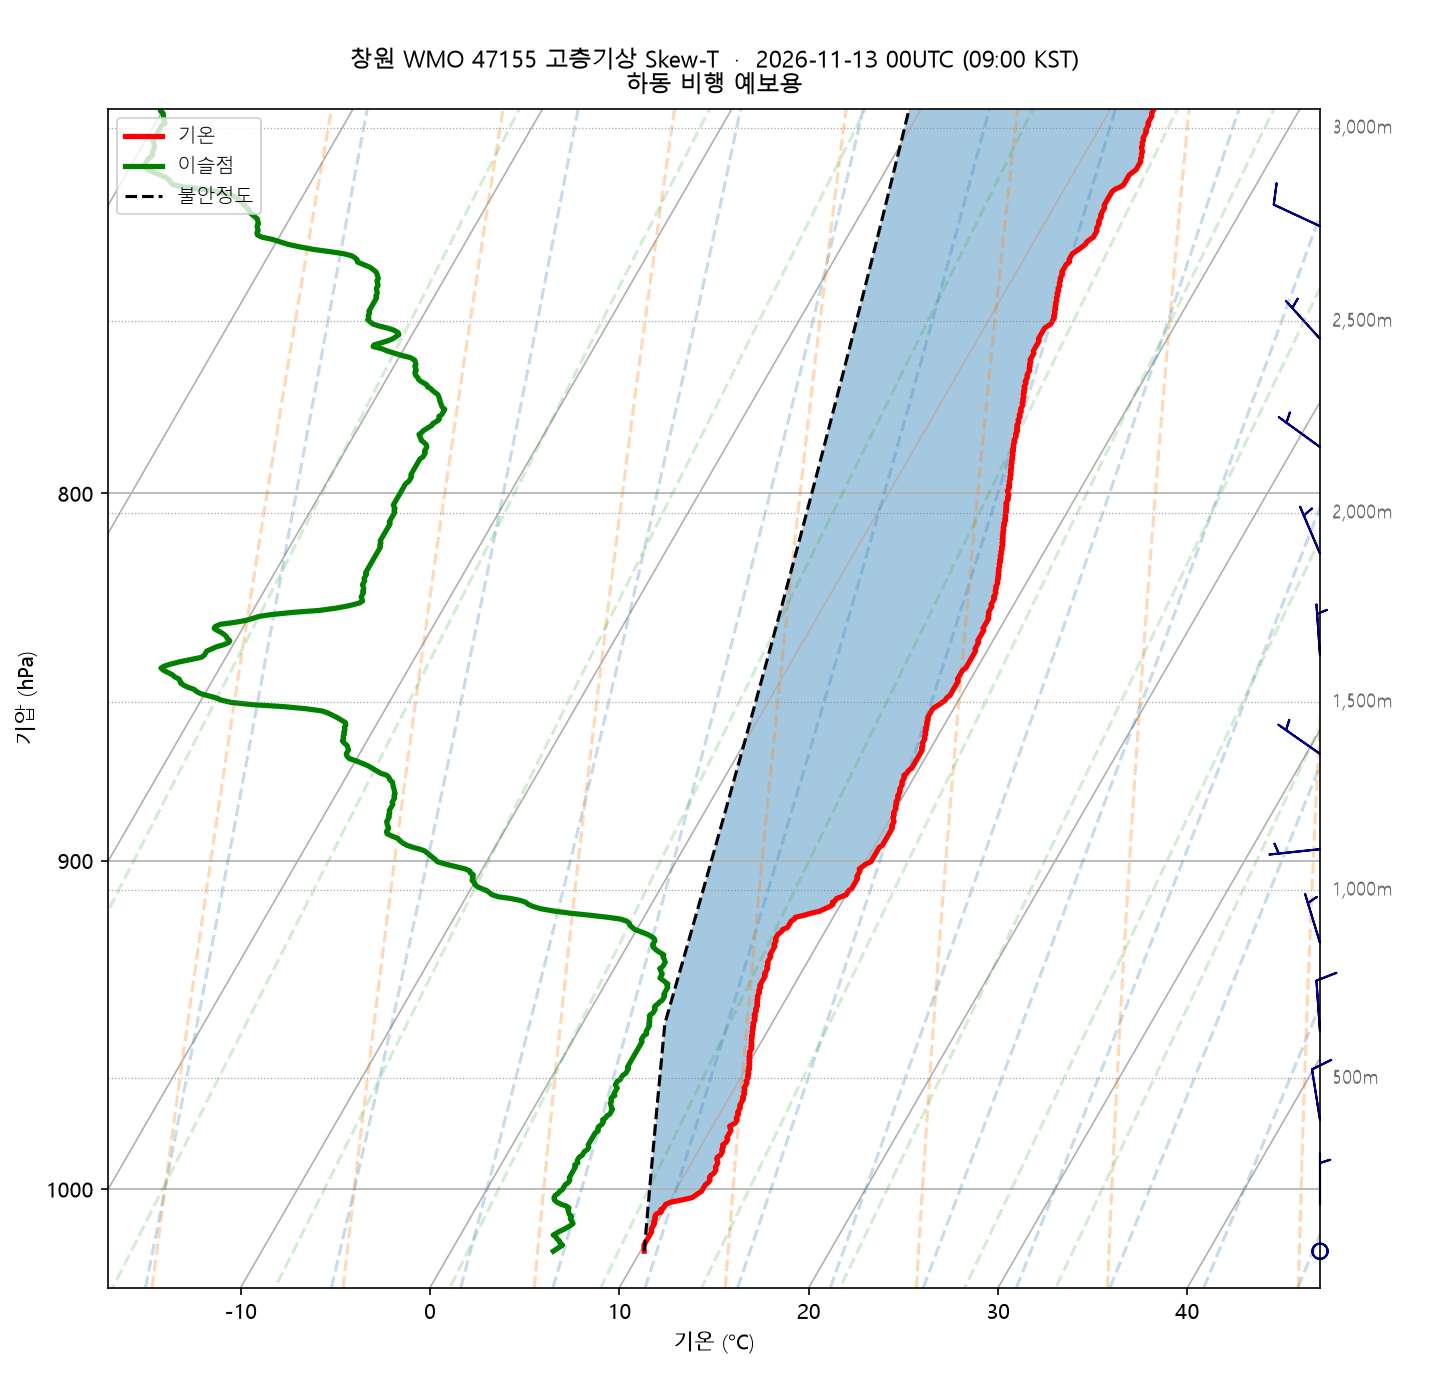 창원 WMO 47155 고층기상 Skew-T · 2026-11-13 00UTC (09:00 KST)
하동 비행 예보용
기온
이슬점
불안정도
3,000m
2,500m
2,000m
1,500m
1,000m
500m
800
900
1000
기압 (hPa)
-10 0 10 20 30 40
기온 (°C)